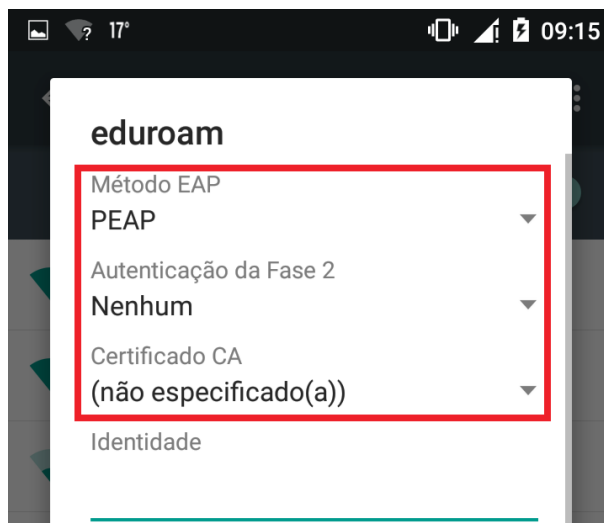 17° 09:15
eduroam
Método EAP
PEAP
Autenticação da Fase 2
Nenhum
Certificado CA
(não especificado(a))
Identidade